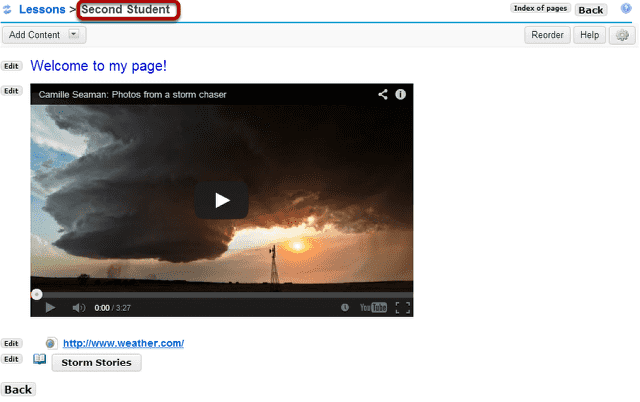 Lessons > Second Student
Index of pages
Back
Add Content
Reorder
Help
Edit
Welcome to my page!
Edit
Camille Seaman: Photos from a storm chaser
0:00 / 3:27
YouTube
Edit
http://www.weather.com/
Edit
Storm Stories
Back